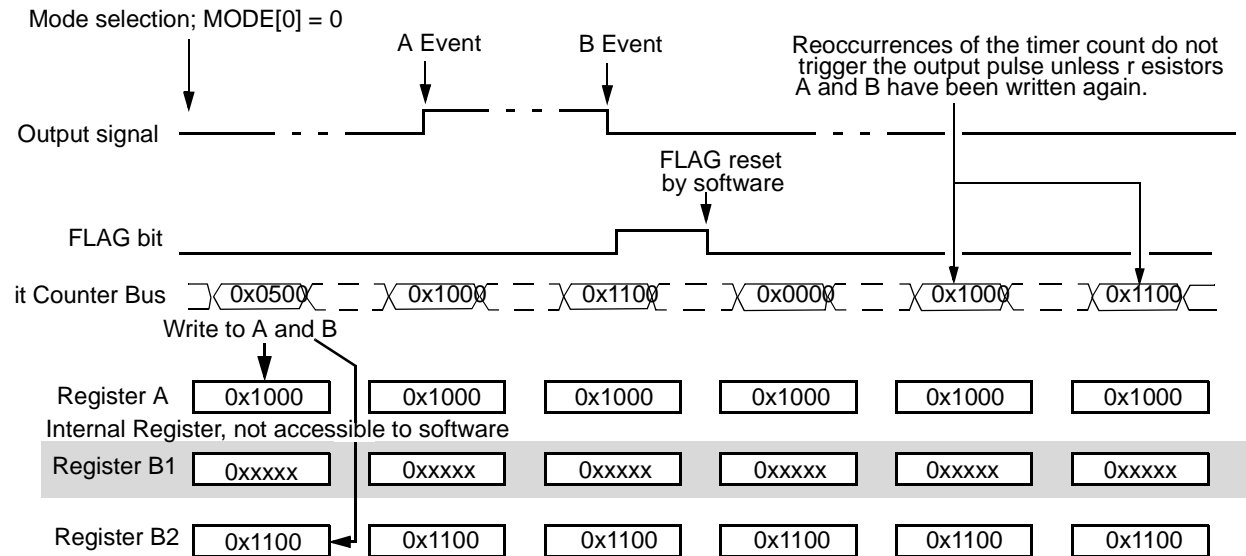 Mode selection; MODE[0] = 0
A Event
B Event
Reoccurrences of the timer count do not
trigger the output pulse unless r esistors
A and B have been written again.
Output signal
FLAG reset
by software
FLAG bit
it Counter Bus 0x0500 0x1000 0x1100 0x0000 0x1000 0x1100
Write to A and B
Register A 0x1000 0x1000 0x1000 0x1000 0x1000 0x1000
Internal Register, not accessible to software
Register B1 0xxxxx 0xxxxx 0xxxxx 0xxxxx 0xxxxx 0xxxxx
Register B2 0x1100 0x1100 0x1100 0x1100 0x1100 0x1100